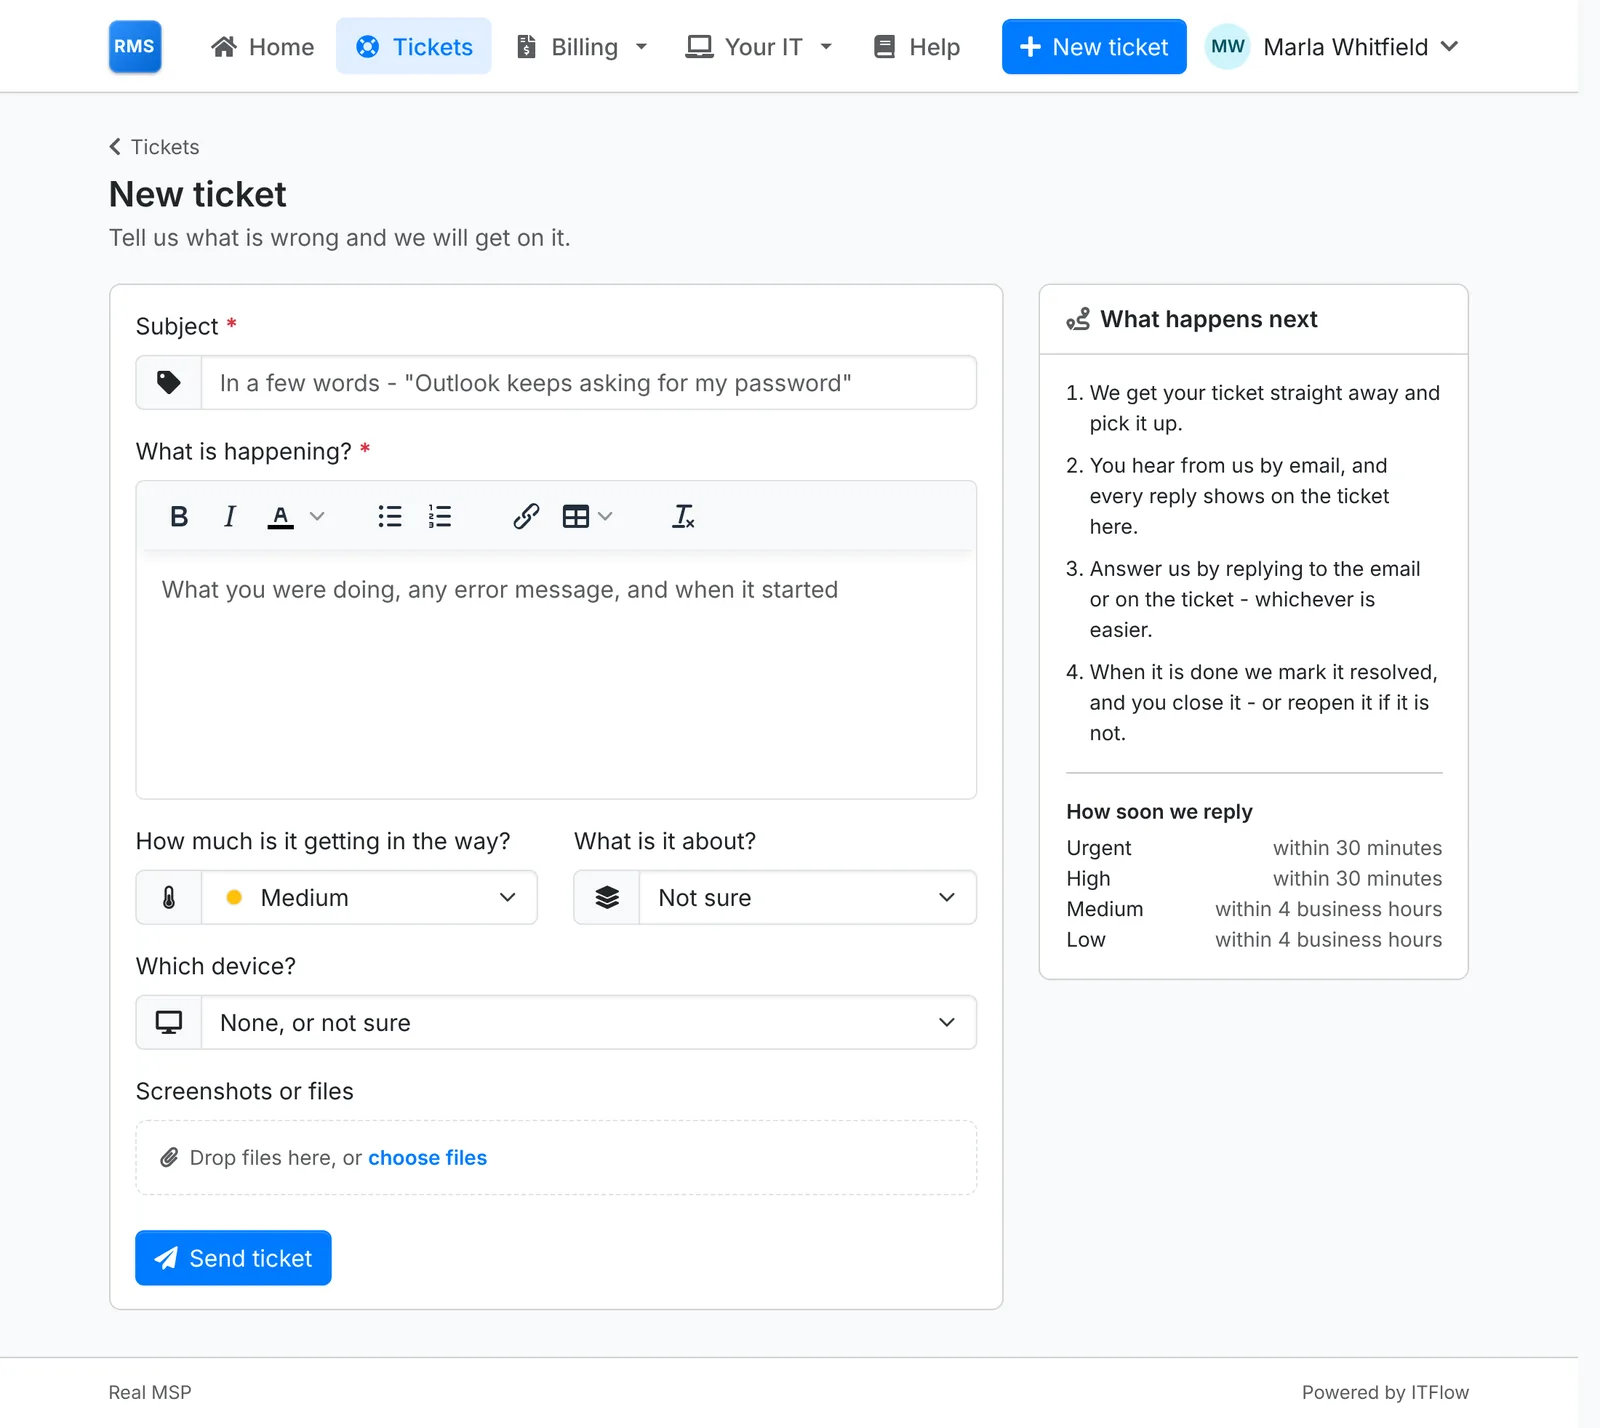 RMS
Home
Tickets
Billing
Your IT
Help
New ticket
MW
Marla Whitfield
Tickets
New ticket
Tell us what is wrong and we will get on it.
Subject *
In a few words - "Outlook keeps asking for my password"
What is happening? *
What you were doing, any error message, and when it started
How much is it getting in the way?
Medium
What is it about?
Not sure
Which device?
None, or not sure
Screenshots or files
Drop files here, or choose files
Send ticket
What happens next
1. We get your ticket straight away and
pick it up.
2. You hear from us by email, and
every reply shows on the ticket
here.
3. Answer us by replying to the email
or on the ticket - whichever is
easier.
4. When it is done we mark it resolved,
and you close it - or reopen it if it is
not.
How soon we reply
Urgent within 30 minutes
High within 30 minutes
Medium within 4 business hours
Low within 4 business hours
Real MSP
Powered by ITFlow